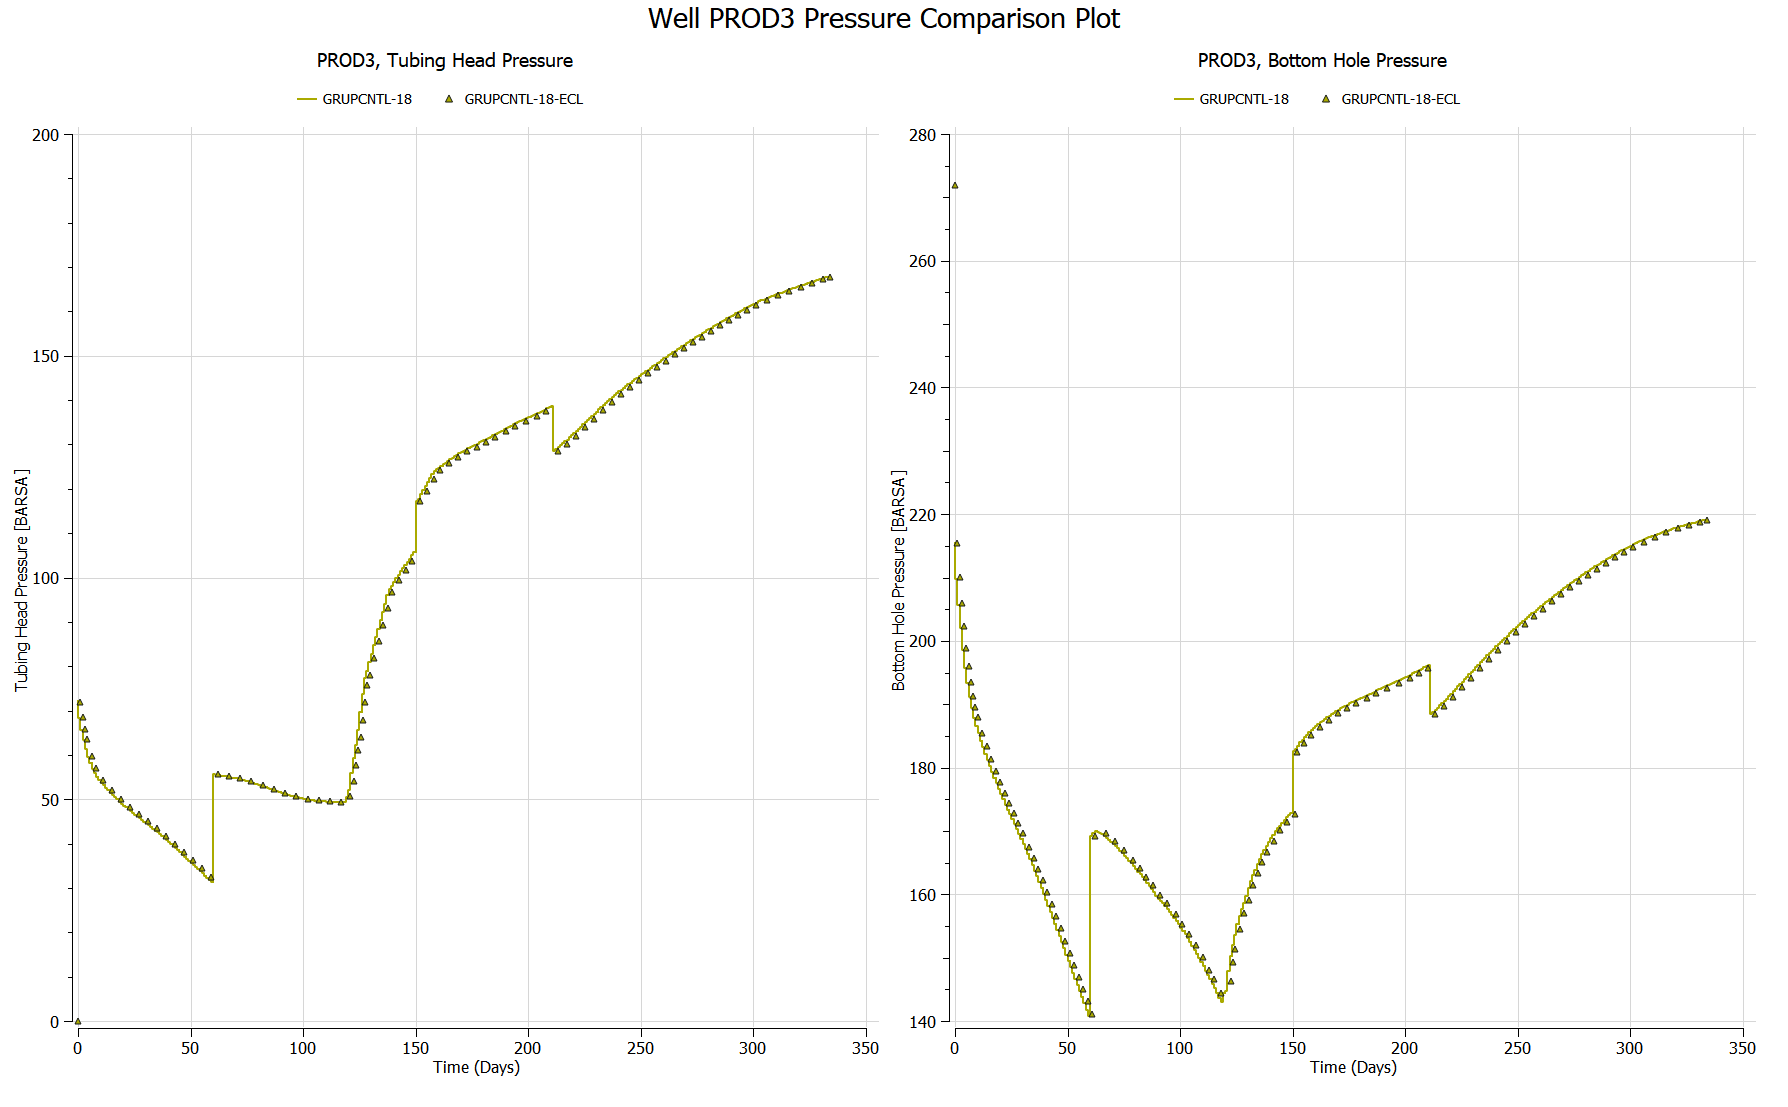 Well PROD3 Pressure Comparison Plot
PROD3, Tubing Head Pressure
GRUPCNTL-18 GRUPCNTL-18-ECL
200
150
100
50
0
Tubing Head Pressure [BARSA]
0 50 100 150 200 250 300 350
Time (Days)
PROD3, Bottom Hole Pressure
GRUPCNTL-18 GRUPCNTL-18-ECL
280
260
240
220
200
180
160
140
Bottom Hole Pressure [BARSA]
0 50 100 150 200 250 300 350
Time (Days)